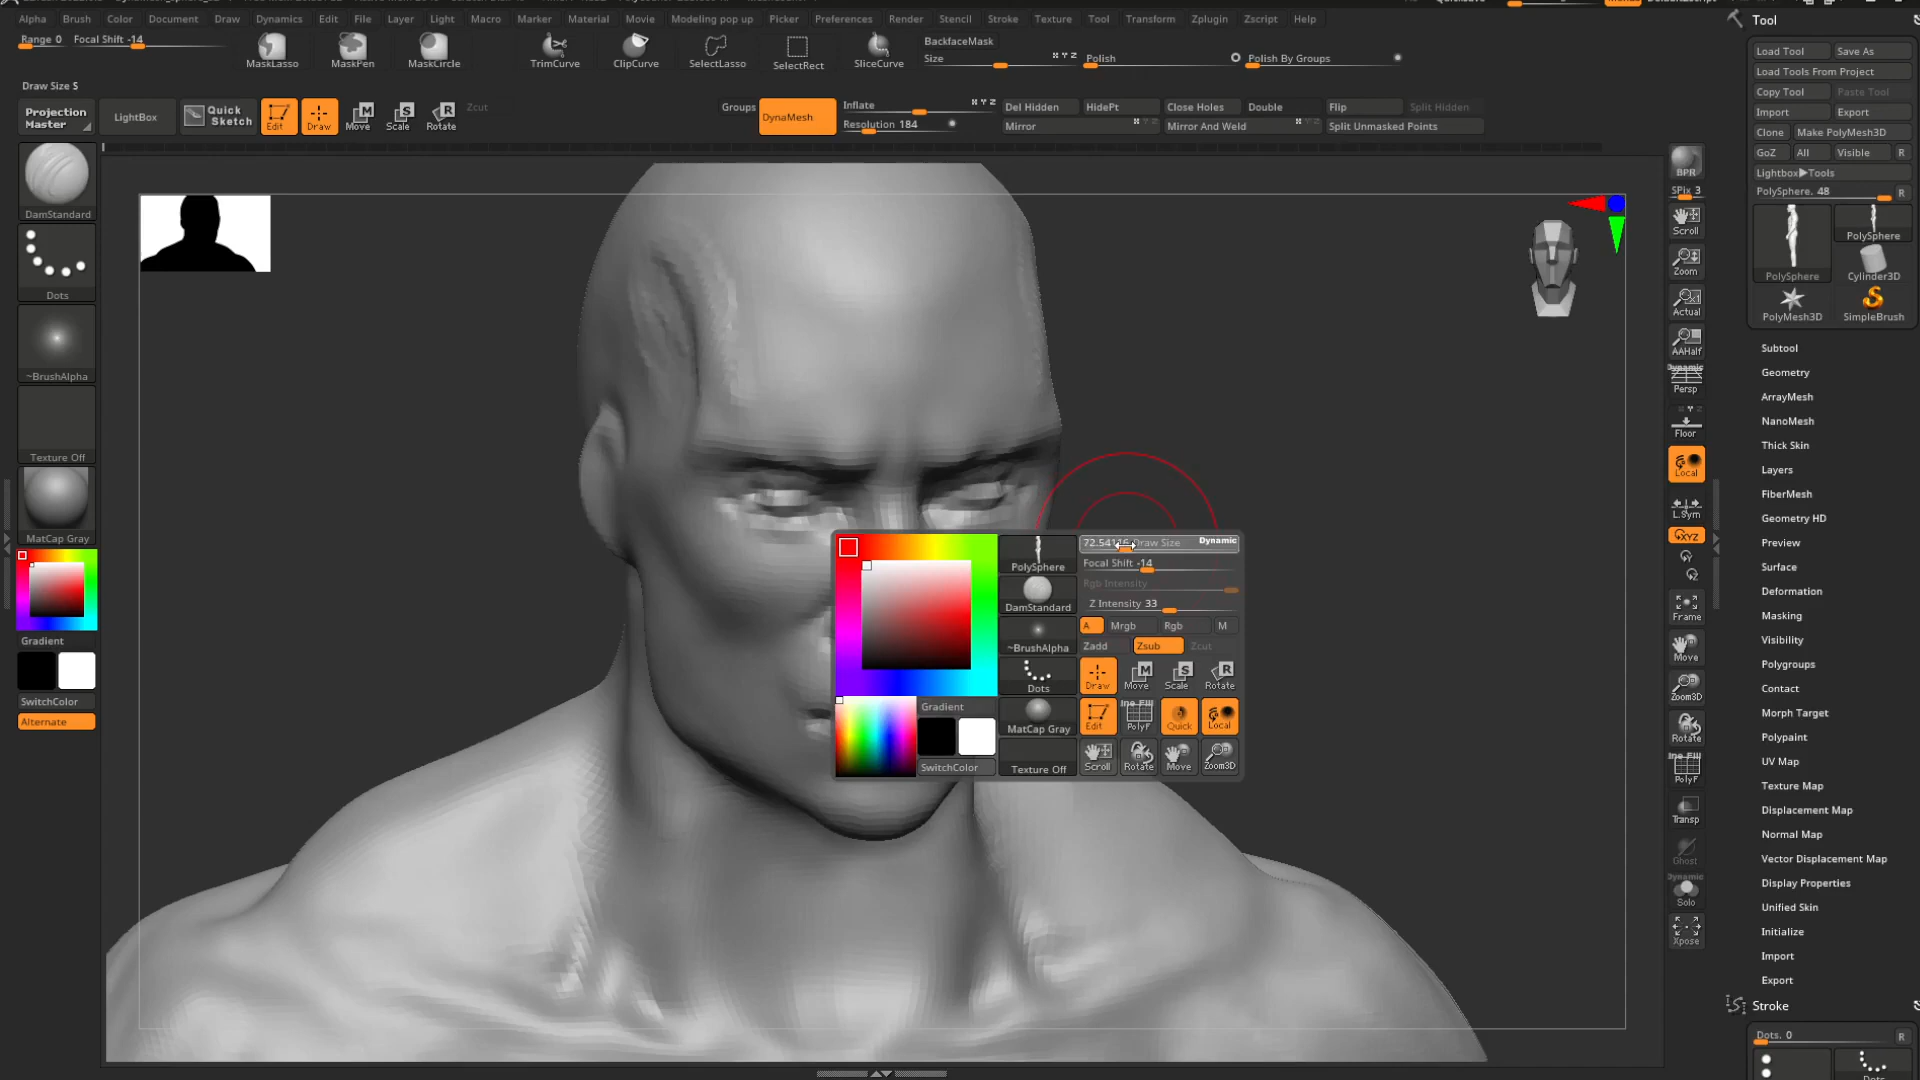 Alpha Brush Color Document Draw Dynamics Edit File Layer Light Macro Marker Material Movie Modeling pop up Picker Preferences Render Stencil Stroke Texture Tool Transform Zplugin Zscript Help
Range 0 Focal Shift -14
MaskLasso MaskPen MaskCircle TrimCurve ClipCurve SelectLasso SelectRect SliceCurve
BackfaceMask
Size X Y Z Polish Polish By Groups
Draw Size S
Projection Master
LightBox
Quick Sketch
Edit Draw Move Scale Rotate
Zcut
Groups
DynaMesh
Inflate
Resolution 184
Del Hidden HidePt Close Holes Double Flip Split Hidden
Mirror Mirror And Weld Split Unmasked Points
DamStandard
Dots
~BrushAlpha
Texture Off
MatCap Gray
Gradient
SwitchColor
Alternate
PolySphere
DamStandard
~BrushAlpha
Dots
MatCap Gray
Texture Off
Gradient
SwitchColor
Draw Size Dynamic
Focal Shift -14
Rgb Intensity
Z Intensity 33
A Mrgb Rgb M
Zadd Zsub Zcut
Draw Move Scale Rotate
Edit PolyF Quick Local
Scroll Rotate Move Zoom3D
BPR
SPix 3
Scroll
Zoom
Actual
AAHalf
Dynamic
Persp
Floor
Local
L.Sym
XYZ
Frame
Move
Zoom3D
Rotate
PolyF
Transp
Ghost
Dynamic
Solo
Xpose
Tool
Load Tool Save As
Load Tools From Project
Copy Tool Paste Tool
Import Export
Clone Make PolyMesh3D
GoZ All Visible R
Lightbox▶Tools
PolySphere. 48 R
PolySphere PolySphere
Cylinder3D
PolyMesh3D SimpleBrush
Subtool
Geometry
ArrayMesh
NanoMesh
Thick Skin
Layers
FiberMesh
Geometry HD
Preview
Surface
Deformation
Masking
Visibility
Polygroups
Contact
Morph Target
Polypaint
UV Map
Texture Map
Displacement Map
Normal Map
Vector Displacement Map
Display Properties
Unified Skin
Initialize
Import
Export
Stroke
Dots. 0 R